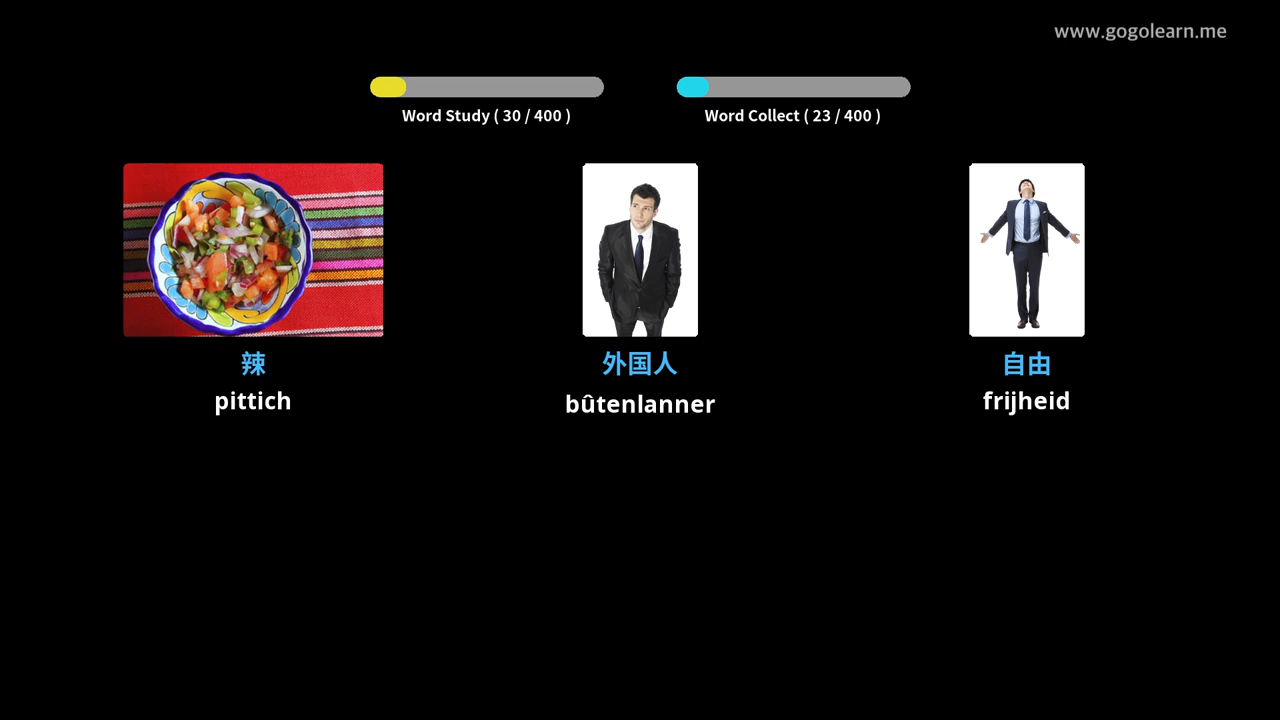 www.gogolearn.me
Word Study ( 30 / 400 )
Word Collect ( 23 / 400 )
辣
pittich
外国人
bûtenlanner
自由
frijheid